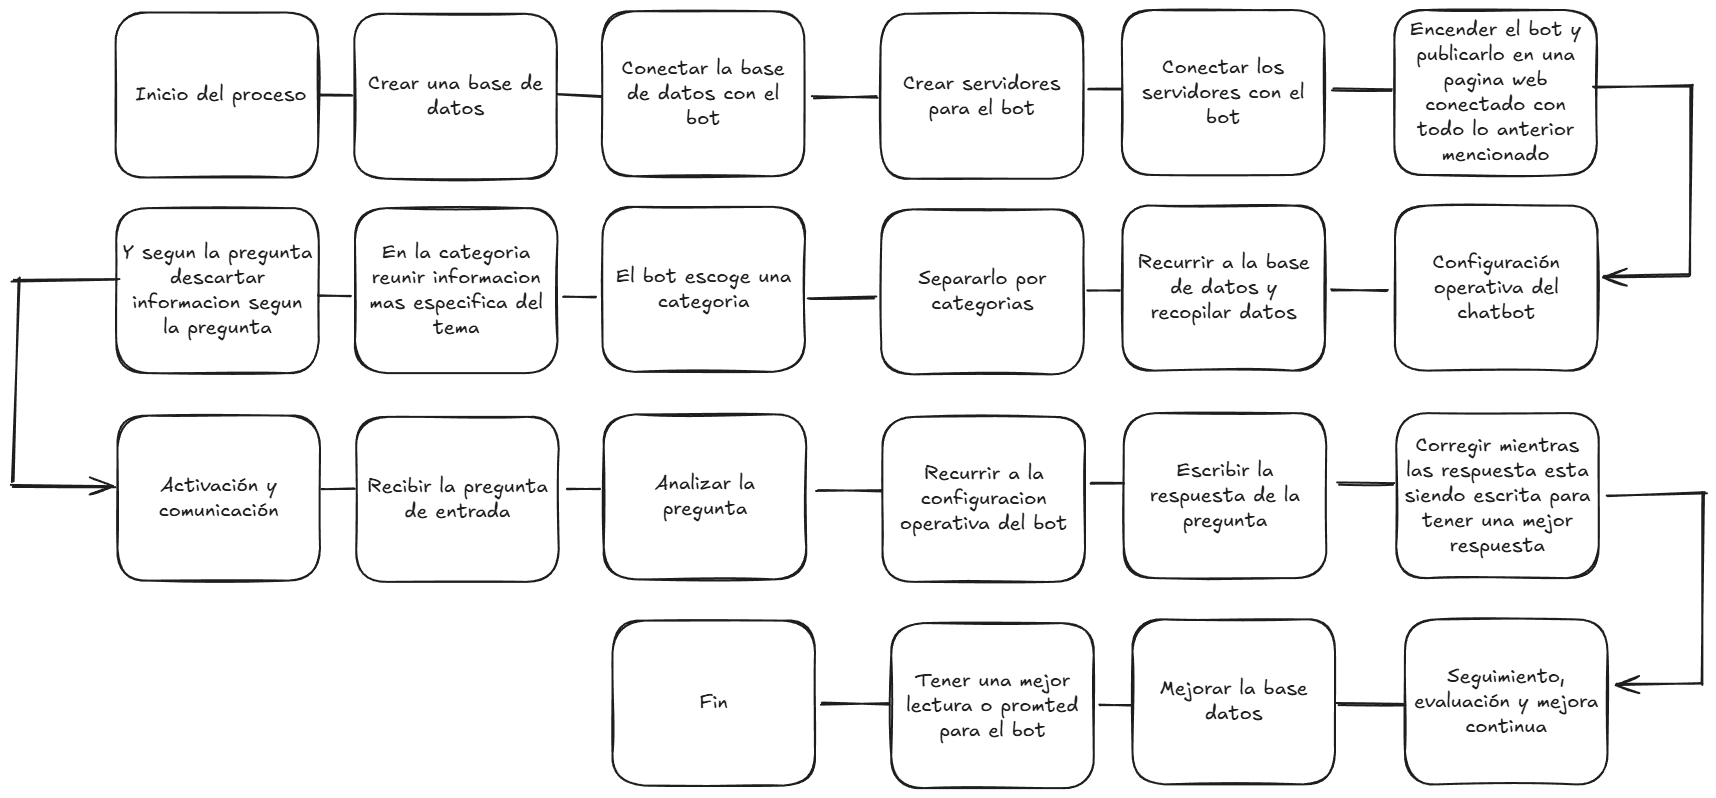 Inicio del proceso
Crear una base de
datos
Conectar la base
de datos con el
bot
Crear servidores
para el bot
Conectar los
servidores con el
bot
Encender el bot y
publicarlo en una
pagina web
conectado con
todo lo anterior
mencionado
Configuración
operativa del
chatbot
Recurrir a la base
de datos y
recopilar datos
Separarlo por
categorias
El bot escoge una
categoria
En la categoria
reunir informacion
mas especifica del
tema
Y segun la pregunta
descartar
informacion segun
la pregunta
Activación y
comunicación
Recibir la pregunta
de entrada
Analizar la
pregunta
Recurrir a la
configuracion
operativa del bot
Escribir la
respuesta de la
pregunta
Corregir mientras
las respuesta esta
siendo escrita para
tener una mejor
respuesta
Seguimiento,
evaluación y mejora
continua
Mejorar la base
datos
Tener una mejor
lectura o promted
para el bot
Fin